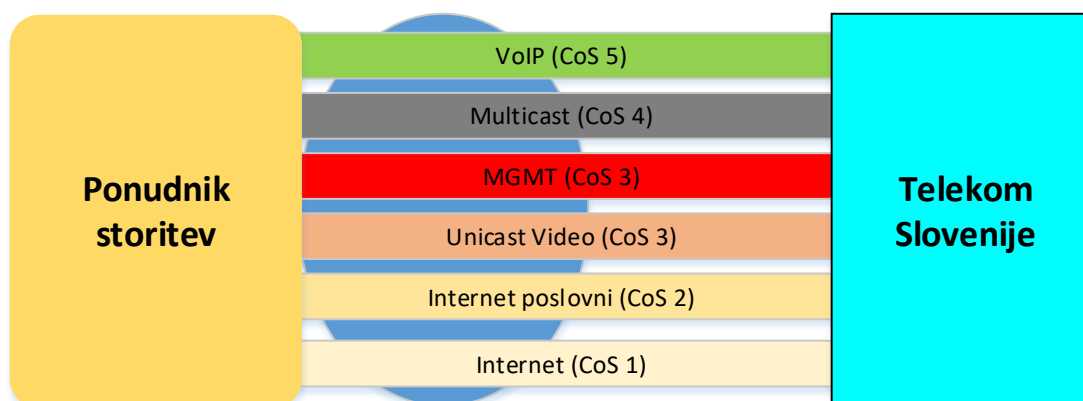 VoIP (CoS 5)
Multicast (CoS 4)
MGMT (CoS 3)
Unicast Video (CoS 3)
Internet poslovni (CoS 2)
Internet (CoS 1)
Ponudnik
storitev
Telekom
Slovenije